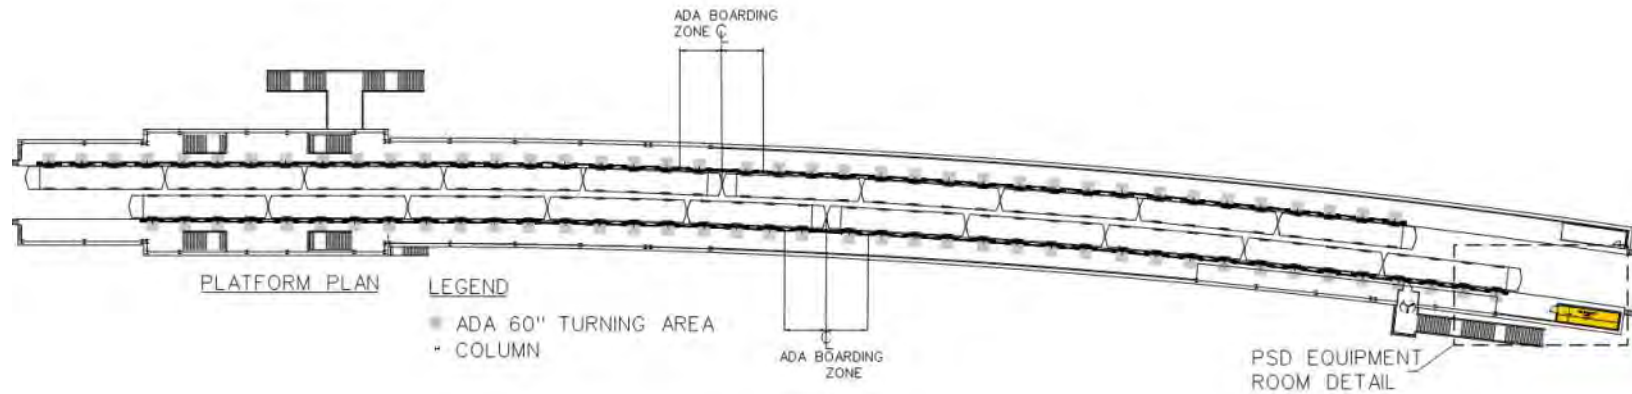 ADA BOARDING
ZONE ℄
PLATFORM PLAN
LEGEND
ADA 60" TURNING AREA
COLUMN
℄
ADA BOARDING
ZONE
PSD EQUIPMENT
ROOM DETAIL